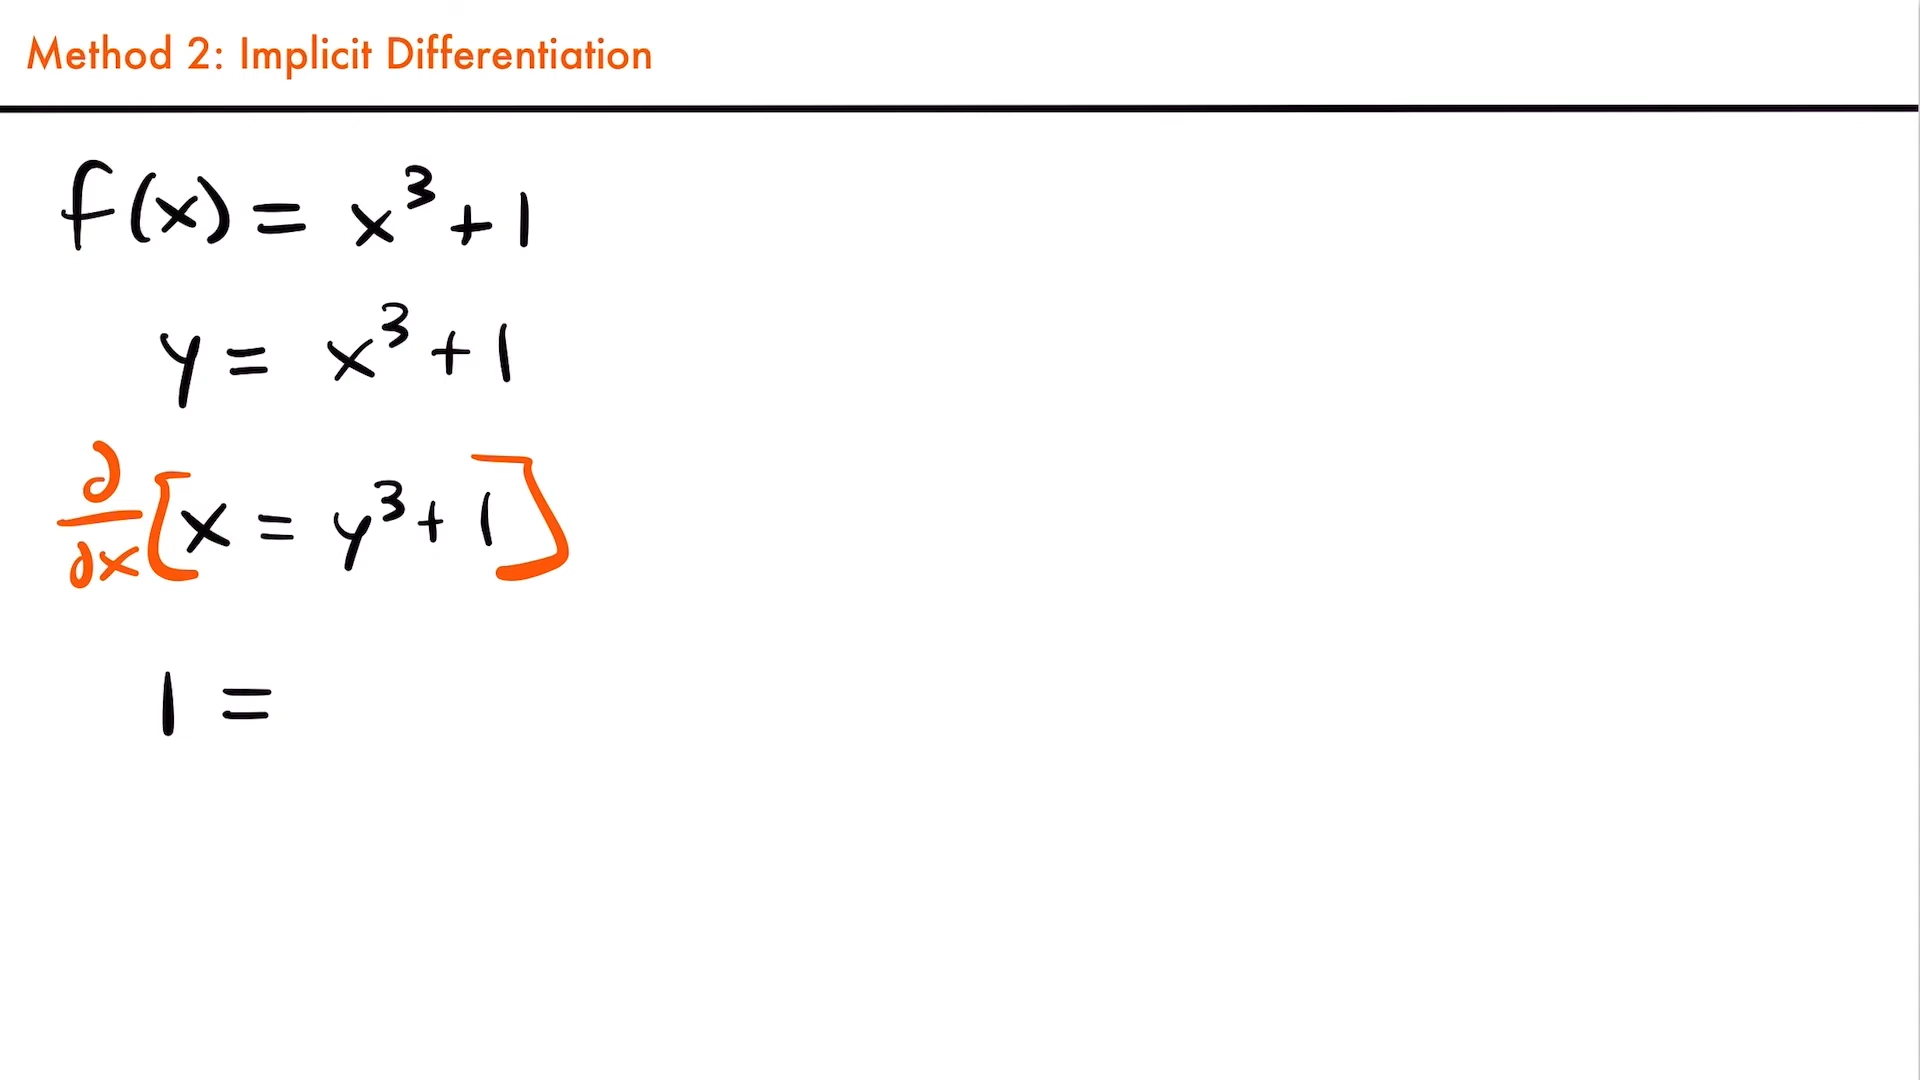 Method 2: Implicit Differentiation
f(x) = x³ + 1
y = x³ + 1
∂/∂x [x = y³ + 1]
1 =